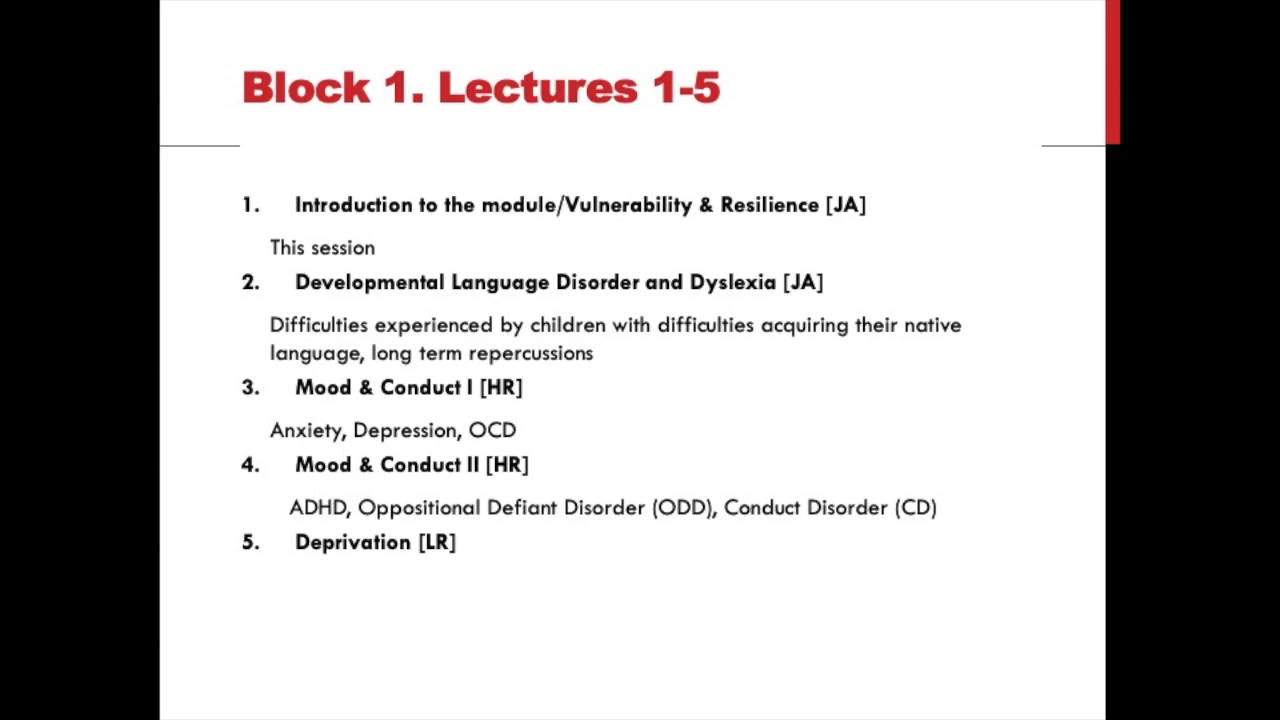 Block 1. Lectures 1-5
1. Introduction to the module/Vulnerability & Resilience [JA]
This session
2. Developmental Language Disorder and Dyslexia [JA]
Difficulties experienced by children with difficulties acquiring their native
language, long term repercussions
3. Mood & Conduct I [HR]
Anxiety, Depression, OCD
4. Mood & Conduct II [HR]
ADHD, Oppositional Defiant Disorder (ODD), Conduct Disorder (CD)
5. Deprivation [LR]